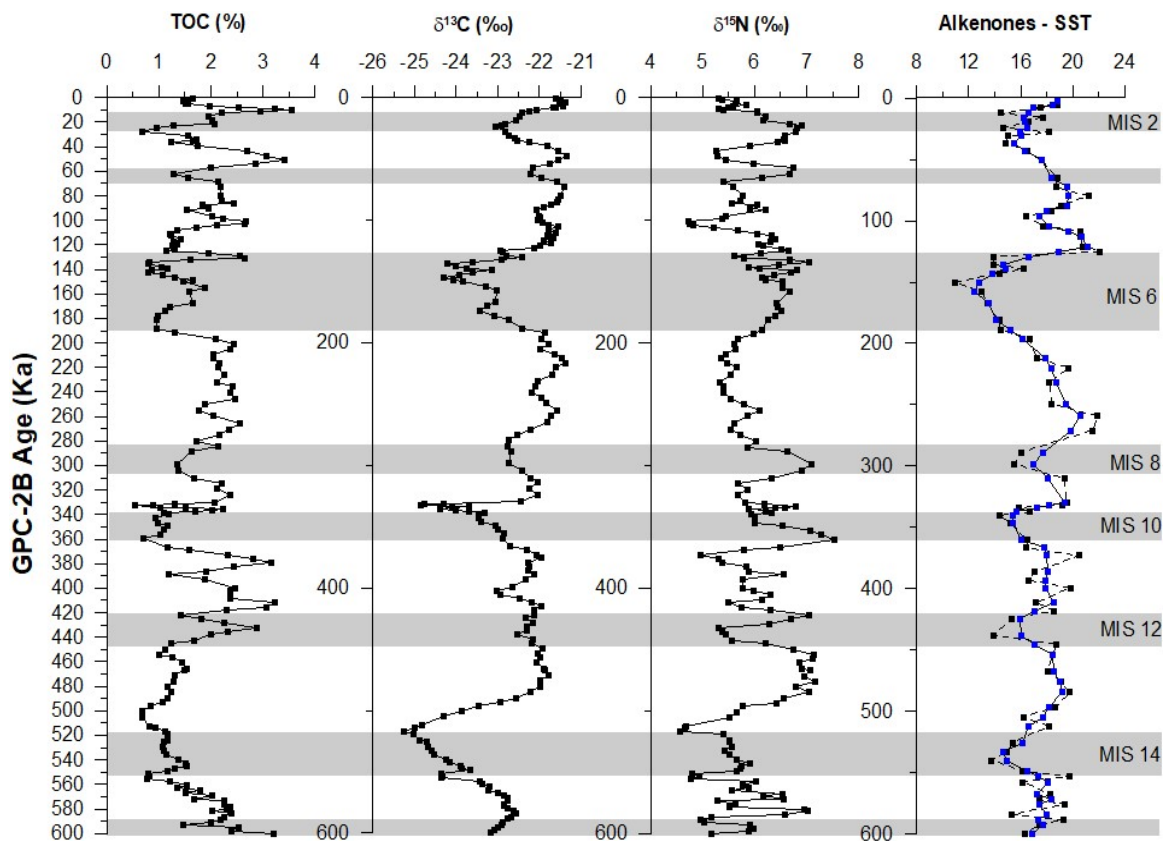 TOC (%) δ13C (‰) δ15N (‰) Alkenones - SST
0 1 2 3 4 -26 -25 -24 -23 -22 -21 4 5 6 7 8 8 12 16 20 24
0 0 0 0
20 MIS 2
40
60
80
100 100
120
140
160 MIS 6
180
200 200 200 200
220
240
260
280
300 300 MIS 8
320
340 MIS 10
360
380
400 400 400 400
420 MIS 12
440
460
480
500 500
520
540 MIS 14
560
580
600 600 600 600
GPC-2B Age (Ka)